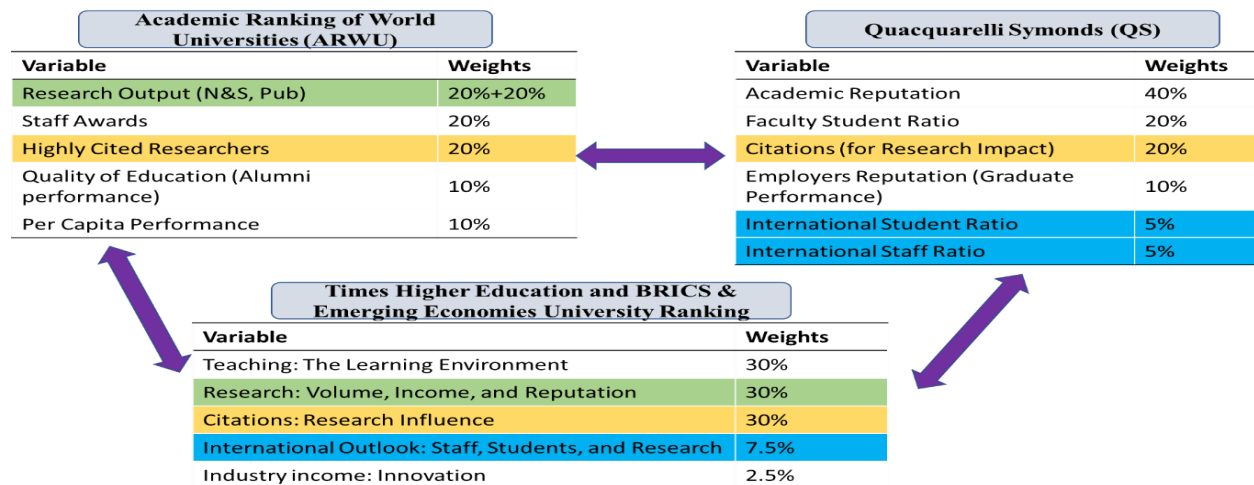 Academic Ranking of World
Universities (ARWU)
Variable Weights
Research Output (N&S, Pub) 20%+20%
Staff Awards 20%
Highly Cited Researchers 20%
Quality of Education (Alumni
performance) 10%
Per Capita Performance 10%
Quacquarelli Symonds (QS)
Variable Weights
Academic Reputation 40%
Faculty Student Ratio 20%
Citations (for Research Impact) 20%
Employers Reputation (Graduate
Performance) 10%
International Student Ratio 5%
International Staff Ratio 5%
Times Higher Education and BRICS &
Emerging Economies University Ranking
Variable Weights
Teaching: The Learning Environment 30%
Research: Volume, Income, and Reputation 30%
Citations: Research Influence 30%
International Outlook: Staff, Students, and Research 7.5%
Industry income: Innovation 2.5%